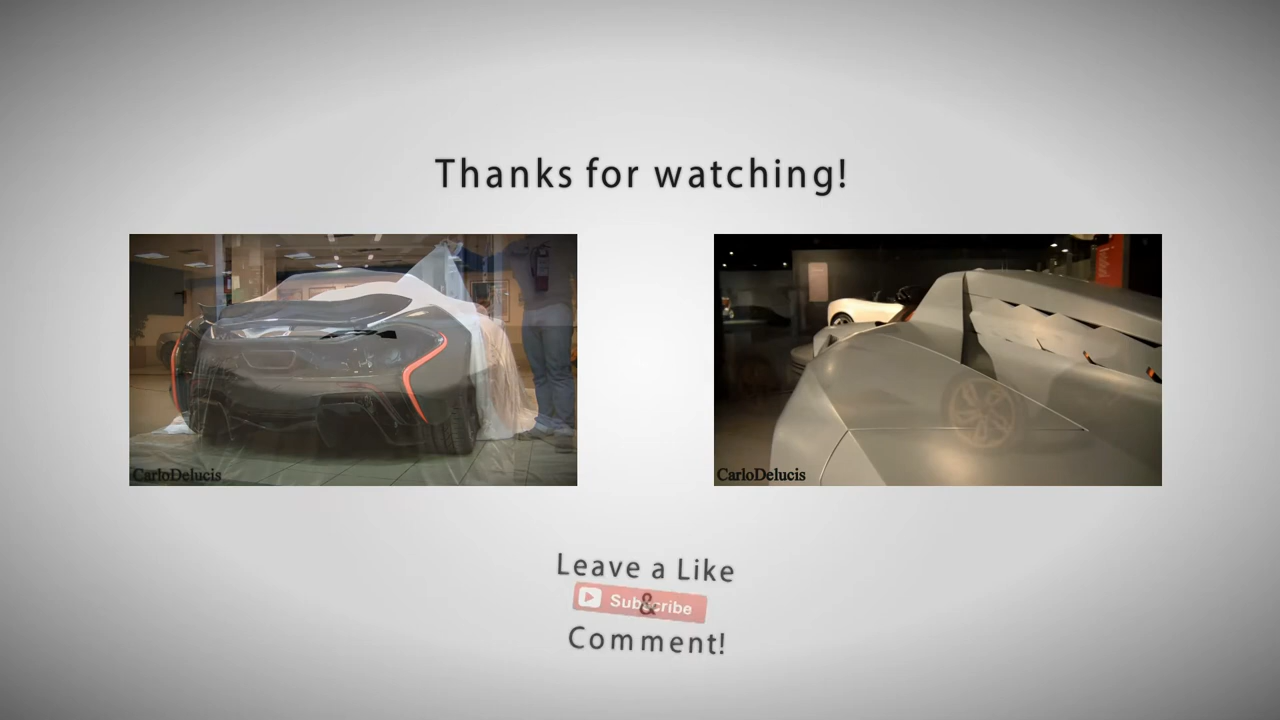 Thanks for watching!
CarloDelucis
CarloDelucis
Leave a Like
&
Subscribe
Comment!